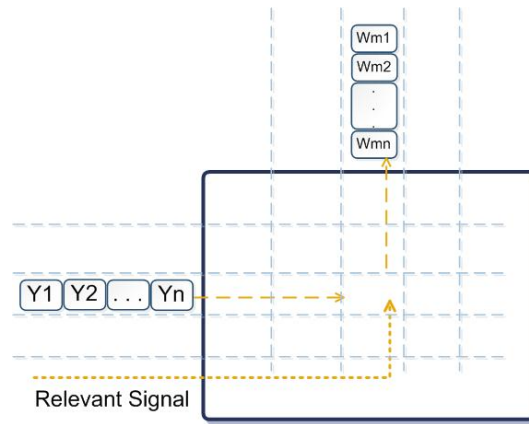 Wm1
Wm2
.
.
.
Wmn
Y1 Y2 . . . Yn
Relevant Signal